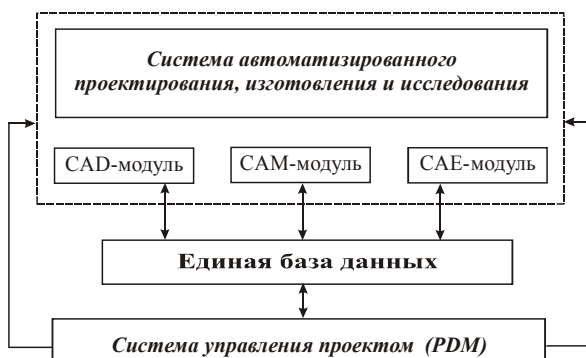 Система автоматизированного
проектирования, изготовления и исследования
CAD-модуль
CAM-модуль
CAE-модуль
Единая база данных
Система управления проектом (PDM)